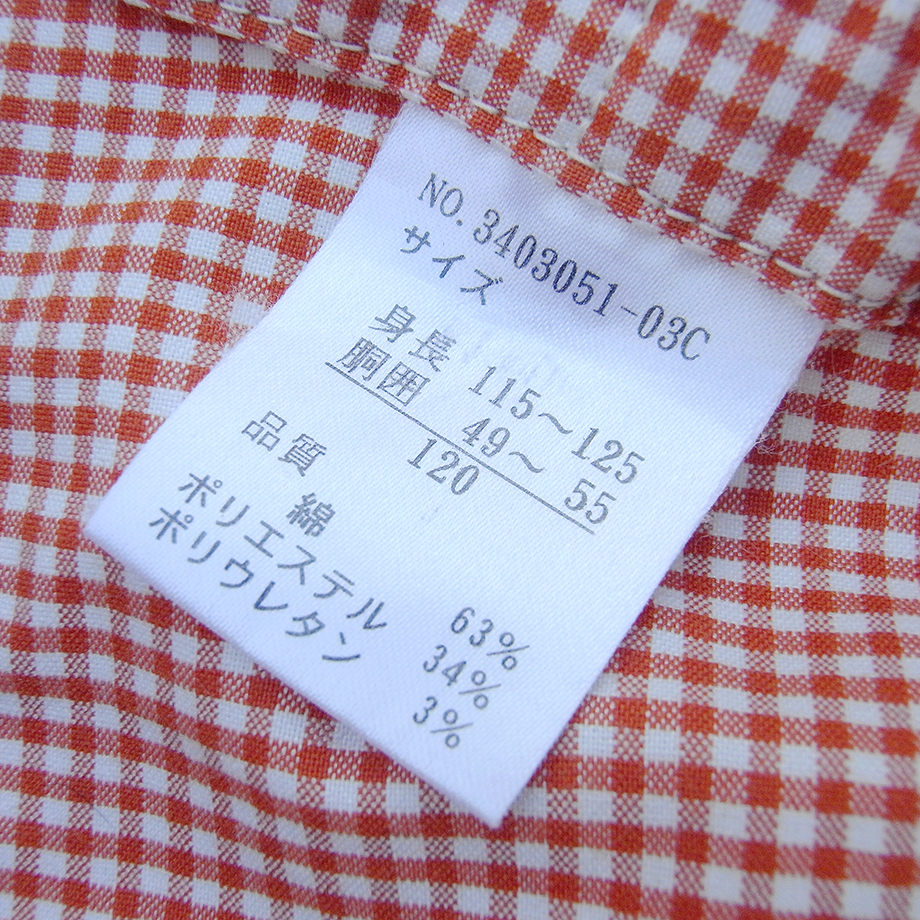 NO.3403051-03C
サイズ
身長 115～125
胴囲 49～ 55
120
品質
綿 63%
ポリエステル 34%
ポリウレタン 3%